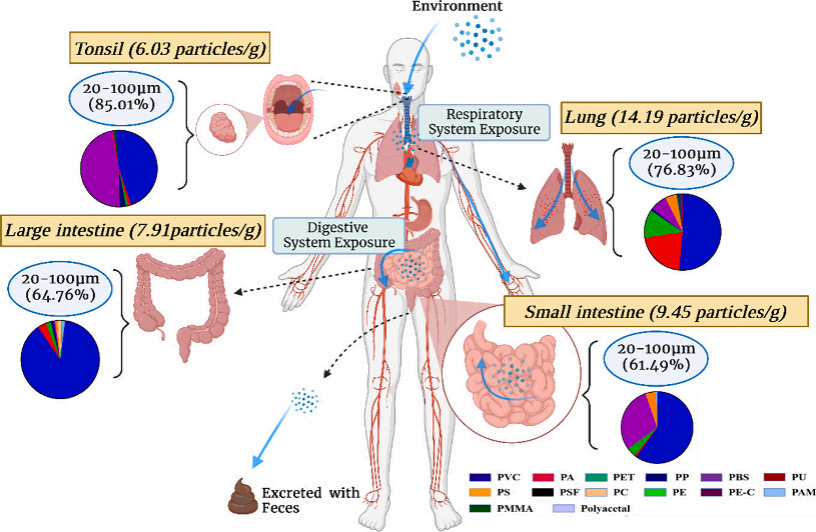 Environment
Tonsil (6.03 particles/g)
20-100μm
(85.01%)
Respiratory
System Exposure
Lung (14.19 particles/g)
20-100μm
(76.83%)
Large intestine (7.91particles/g)
20-100μm
(64.76%)
Digestive
System Exposure
Small intestine (9.45 particles/g)
20-100μm
(61.49%)
Excreted with
Feces
PVC PA PET PP PBS PU
PS PSF PC PE PE-C PAM
PMMA Polyacetal